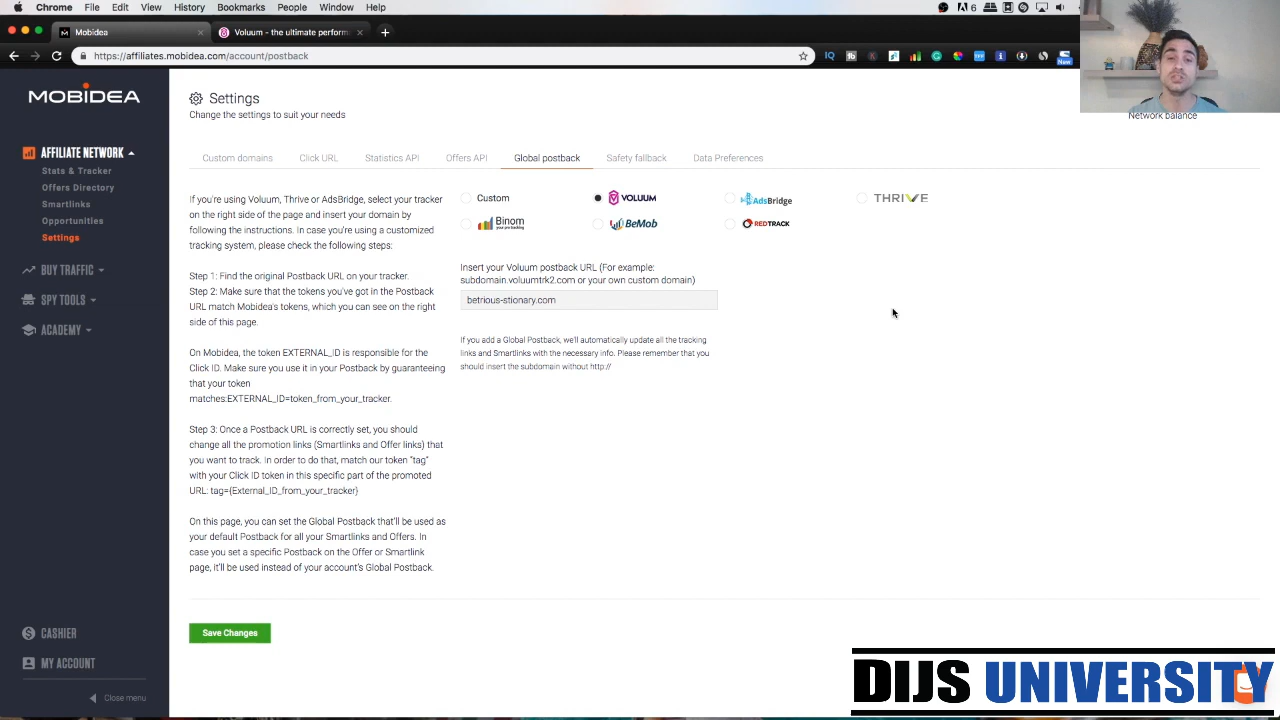 Chrome File Edit View History Bookmarks People Window Help
6
Mobidea
Voluum - the ultimate perform
https://affiliates.mobidea.com/account/postback
New
MOBIDEA
AFFILIATE NETWORK
Stats & Tracker
Offers Directory
Smartlinks
Opportunities
Settings
BUY TRAFFIC
SPY TOOLS
ACADEMY
CASHIER
MY ACCOUNT
Close menu
Settings
Change the settings to suit your needs
Network balance
Custom domains Click URL Statistics API Offers API Global postback Safety fallback Data Preferences
If you're using Voluum, Thrive or AdsBridge, select your tracker
on the right side of the page and insert your domain by
following the instructions. In case you're using a customized
tracking system, please check the following steps:
Step 1: Find the original Postback URL on your tracker.
Step 2: Make sure that the tokens you've got in the Postback
URL match Mobidea's tokens, which you can see on the right
side of this page.
On Mobidea, the token EXTERNAL_ID is responsible for the
Click ID. Make sure you use it in your Postback by guaranteing
that your token
matches:EXTERNAL_ID=token_from_your_tracker.
Step 3: Once a Postback URL is correctly set, you should
change all the promotion links (Smartlinks and Offer links) that
you want to track. In order to do that, match our token "tag"
with your Click ID token in this specific part of the promoted
URL: tag={External_ID_from_your_tracker}
On this page, you can set the Global Postback that'll be used as
your default Postback for all your Smartlinks and Offers. In
case you set a specific Postback on the Offer or Smartlink
page, it'll be used instead of your account's Global Postback.
Custom VOLUUM AdsBridge THRIVE
Binom BeMob REDTRACK
Insert your Voluum postback URL (For example:
subdomain.voluumtrk2.com or your own custom domain)
betrious-stionary.com
If you add a Global Postback, we'll automatically update all the tracking
links and Smartlinks with the necessary info. Please remember that you
should insert the subdomain without http://
Save Changes
DIJS UNIVERSITY